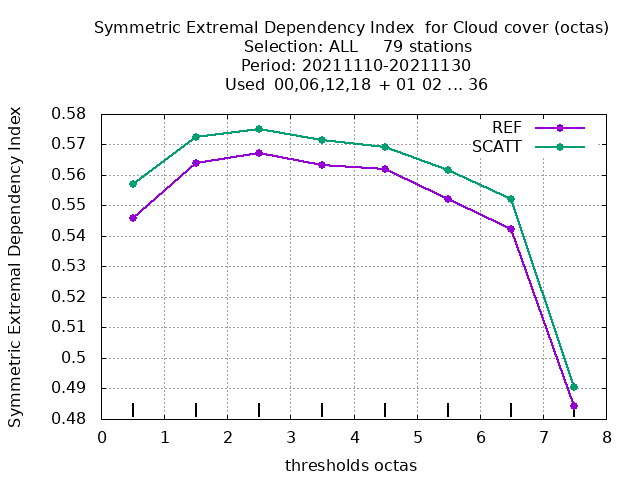 Symmetric Extremal Dependency Index for Cloud cover (octas)
Selection: ALL 79 stations
Period: 20211110-20211130
Used 00,06,12,18 + 01 02 ... 36
Symmetric Extremal Dependency Index
0.58
0.57
0.56
0.55
0.54
0.53
0.52
0.51
0.5
0.49
0.48
REF
SCATT
0 1 2 3 4 5 6 7 8
thresholds octas